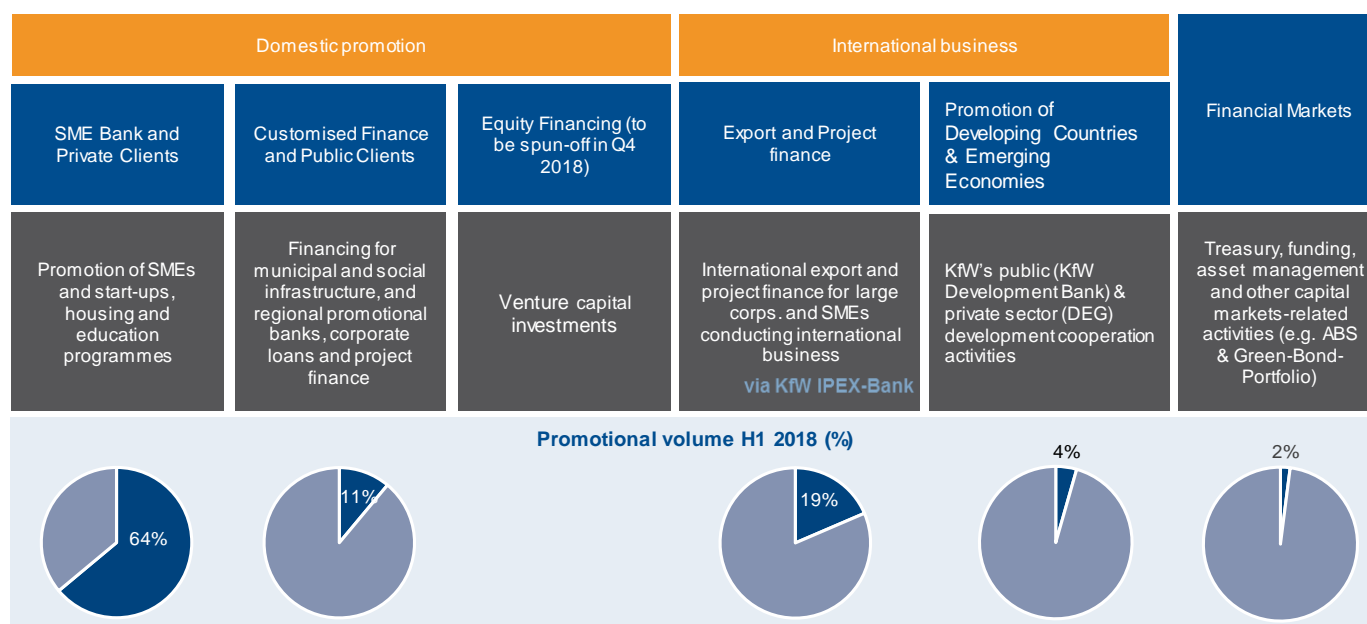 Domestic promotion
International business
SME Bank and
Private Clients
Customised Finance
and Public Clients
Equity Financing (to
be spun-off in Q4
2018)
Export and Project
finance
Promotion of
Developing Countries
& Emerging
Economies
Financial Markets
Promotion of SMEs
and start-ups,
housing and
education
programmes
Financing for
municipal and social
infrastructure, and
regional promotional
banks, corporate
loans and project
finance
Venture capital
investments
International export and
project finance for large
corps. and SMEs
conducting international
business
via KfW IPEX-Bank
KfW's public (KfW
Development Bank) &
private sector (DEG)
development cooperation
activities
Treasury, funding,
asset management
and other capital
markets-related
activities (e.g. ABS
& Green-Bond-
Portfolio)
Promotional volume H1 2018 (%)
64%
11%
19%
4%
2%